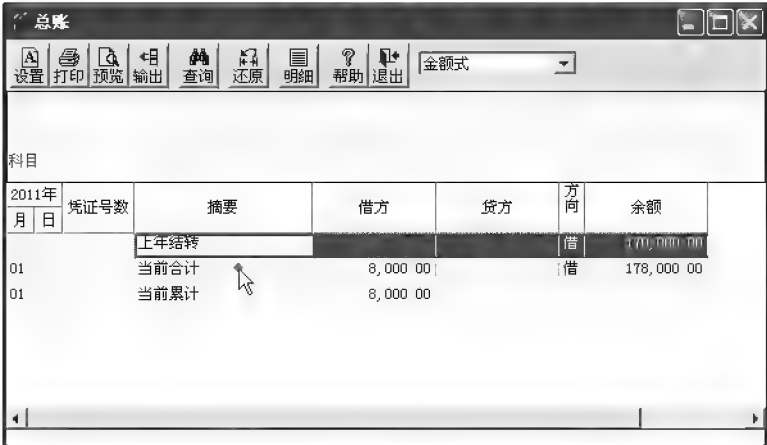 总账
设置 打印 预览 输出 查询 还原 明细 帮助 退出 金额式
科目
2011年 凭证号数 摘要 借方 贷方 方向 余额
月 日
上年结转 借 170,000 00
01 当前合计 8,000 00 借 178,000 00
01 当前累计 8,000 00